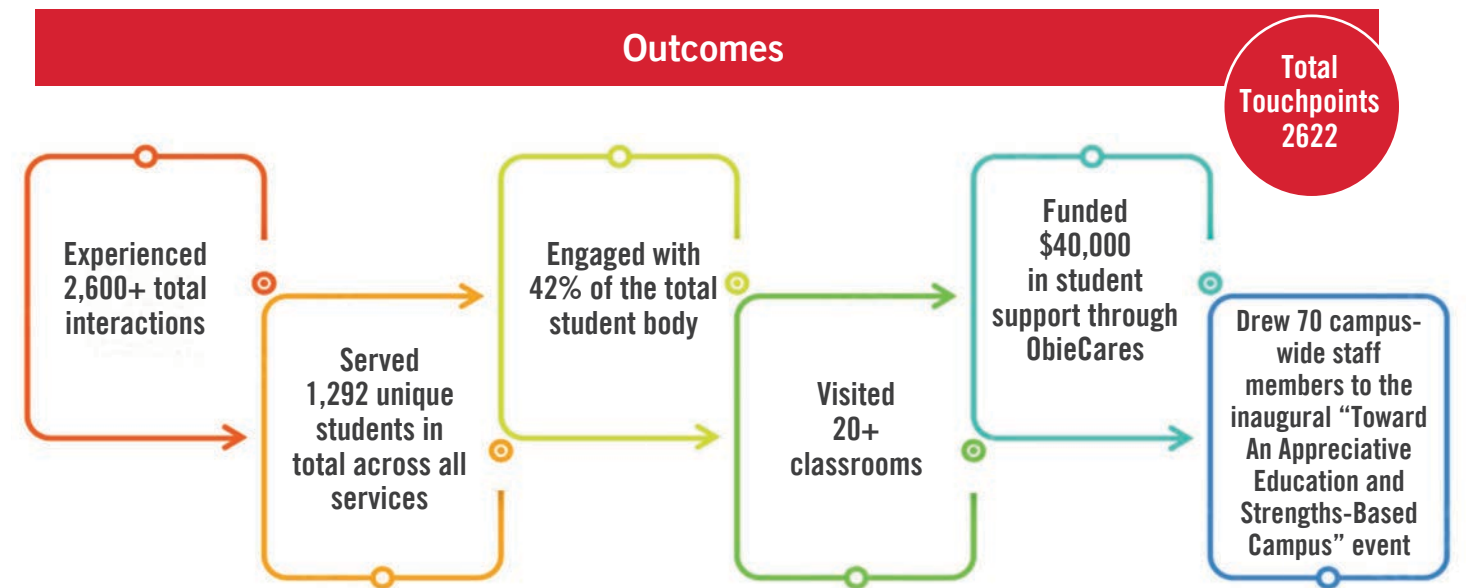 Outcomes
Total
Touchpoints
2622
Experienced
2,600+ total
interactions
Served
1,292 unique
students in
total across all
services
Engaged with
42% of the total
student body
Visited
20+
classrooms
Funded
$40,000
in student
support through
ObieCares
Drew 70 campus-
wide staff
members to the
inaugural “Toward
An Appreciative
Education and
Strengths-Based
Campus” event